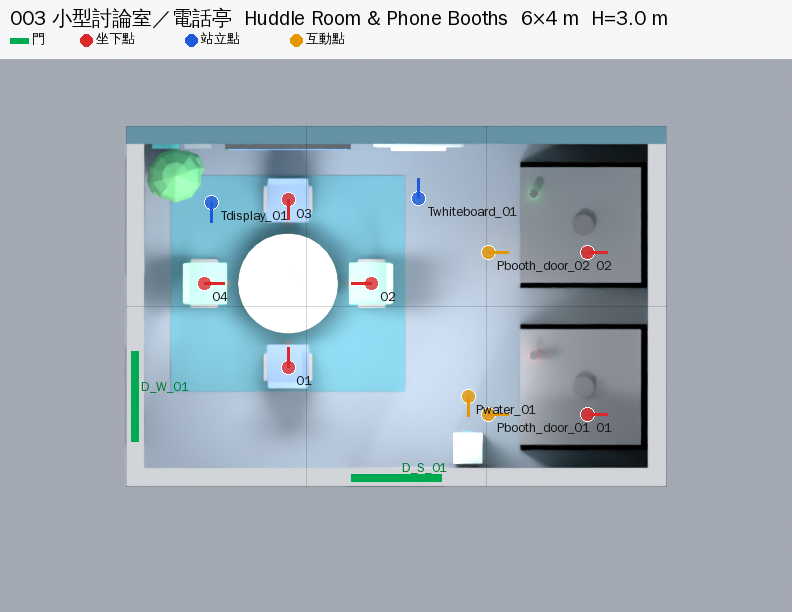 003 小型討論室／電話亭 Huddle Room & Phone Booths 6×4 m H=3.0 m
門 坐下點 站立點 互動點
Tdisplay_01 03 Twhiteboard_01
Pbooth_door_02 02
04 02
01
D_W_01
Pwater_01
Pbooth_door_01 01
D_S_01